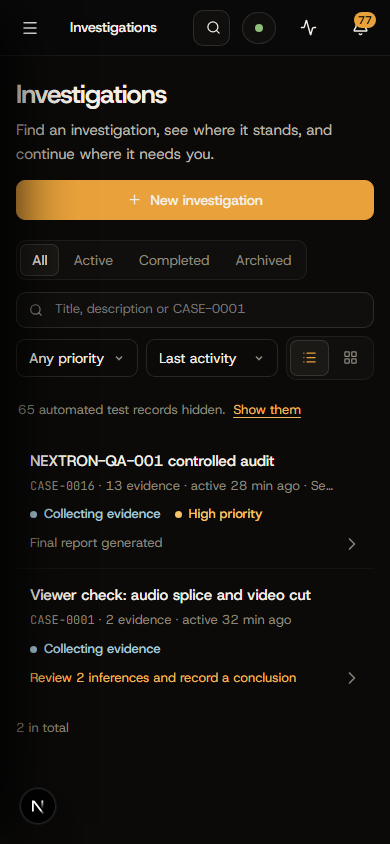 Investigations
77
Investigations
Find an investigation, see where it stands, and
continue where it needs you.
+ New investigation
All Active Completed Archived
Title, description or CASE-0001
Any priority Last activity
65 automated test records hidden. Show them
NEXTRON-QA-001 controlled audit
CASE-0016 · 13 evidence · active 28 min ago · Se...
Collecting evidence High priority
Final report generated
Viewer check: audio splice and video cut
CASE-0001 · 2 evidence · active 32 min ago
Collecting evidence
Review 2 inferences and record a conclusion
2 in total
N